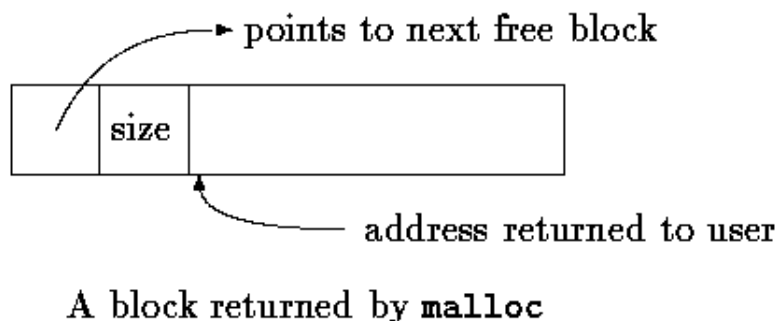 points to next free block
size
address returned to user
A block returned by malloc